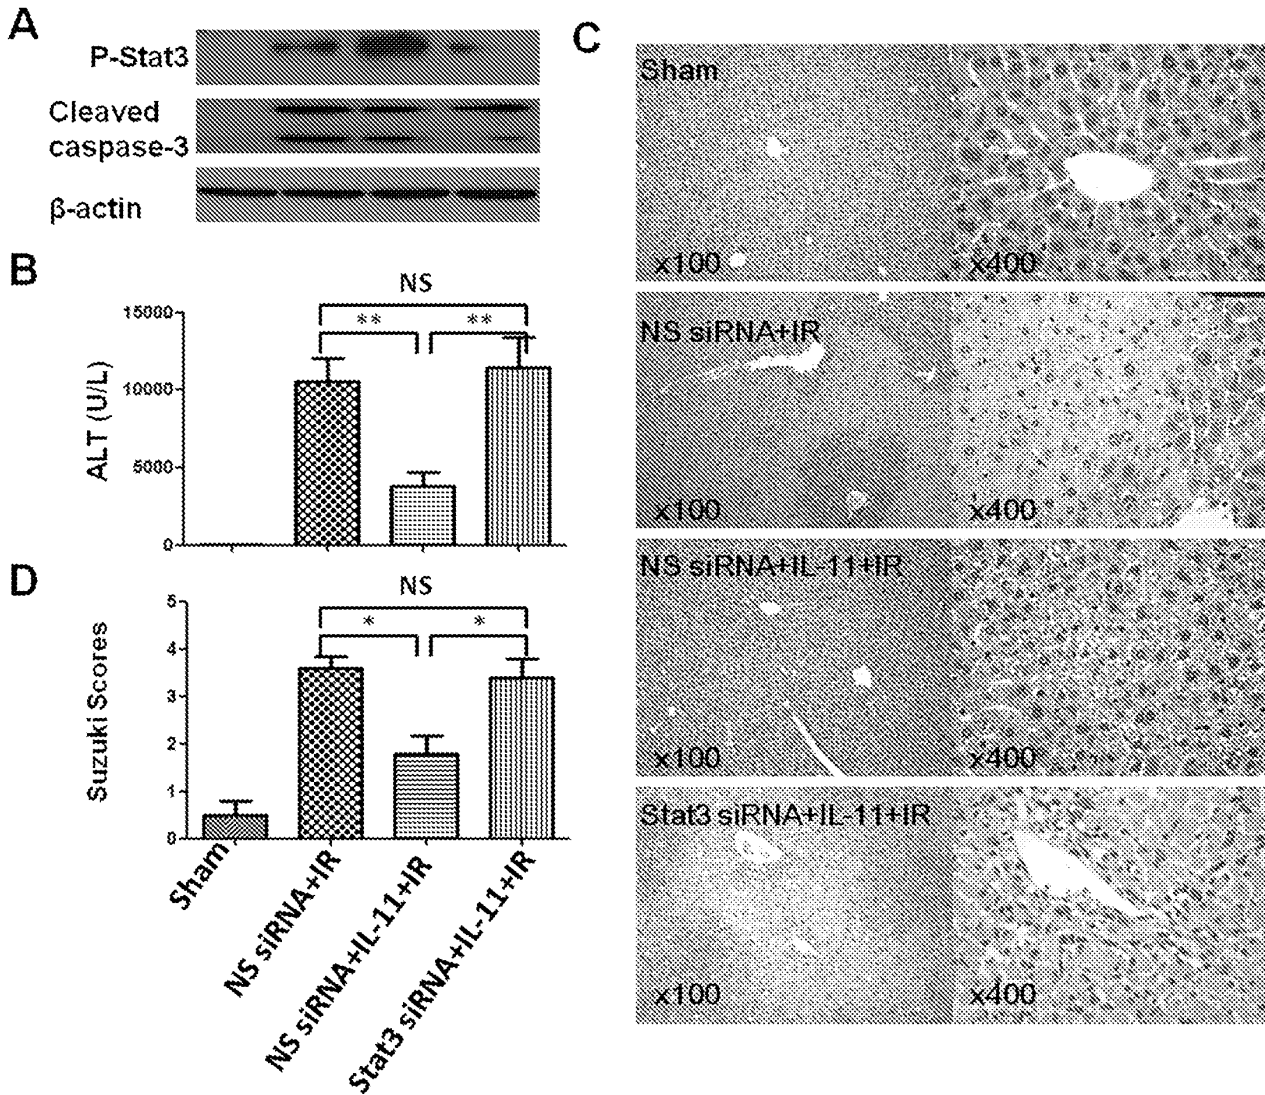 A
P-Stat3
Cleaved
caspase-3
β-actin
B
NS
** **
15000
10000
5000
0
ALT (U/L)
D
NS
* *
5
4
3
2
1
0
Suzuki Scores
Sham
NS siRNA+IR
NS siRNA+IL-11+IR
Stat3 siRNA+IL-11+IR
C
Sham
x100 x400
NS siRNA+IR
x100 x400
NS siRNA+IL-11+IR
x100 x400
Stat3 siRNA+IL-11+IR
x100 x400